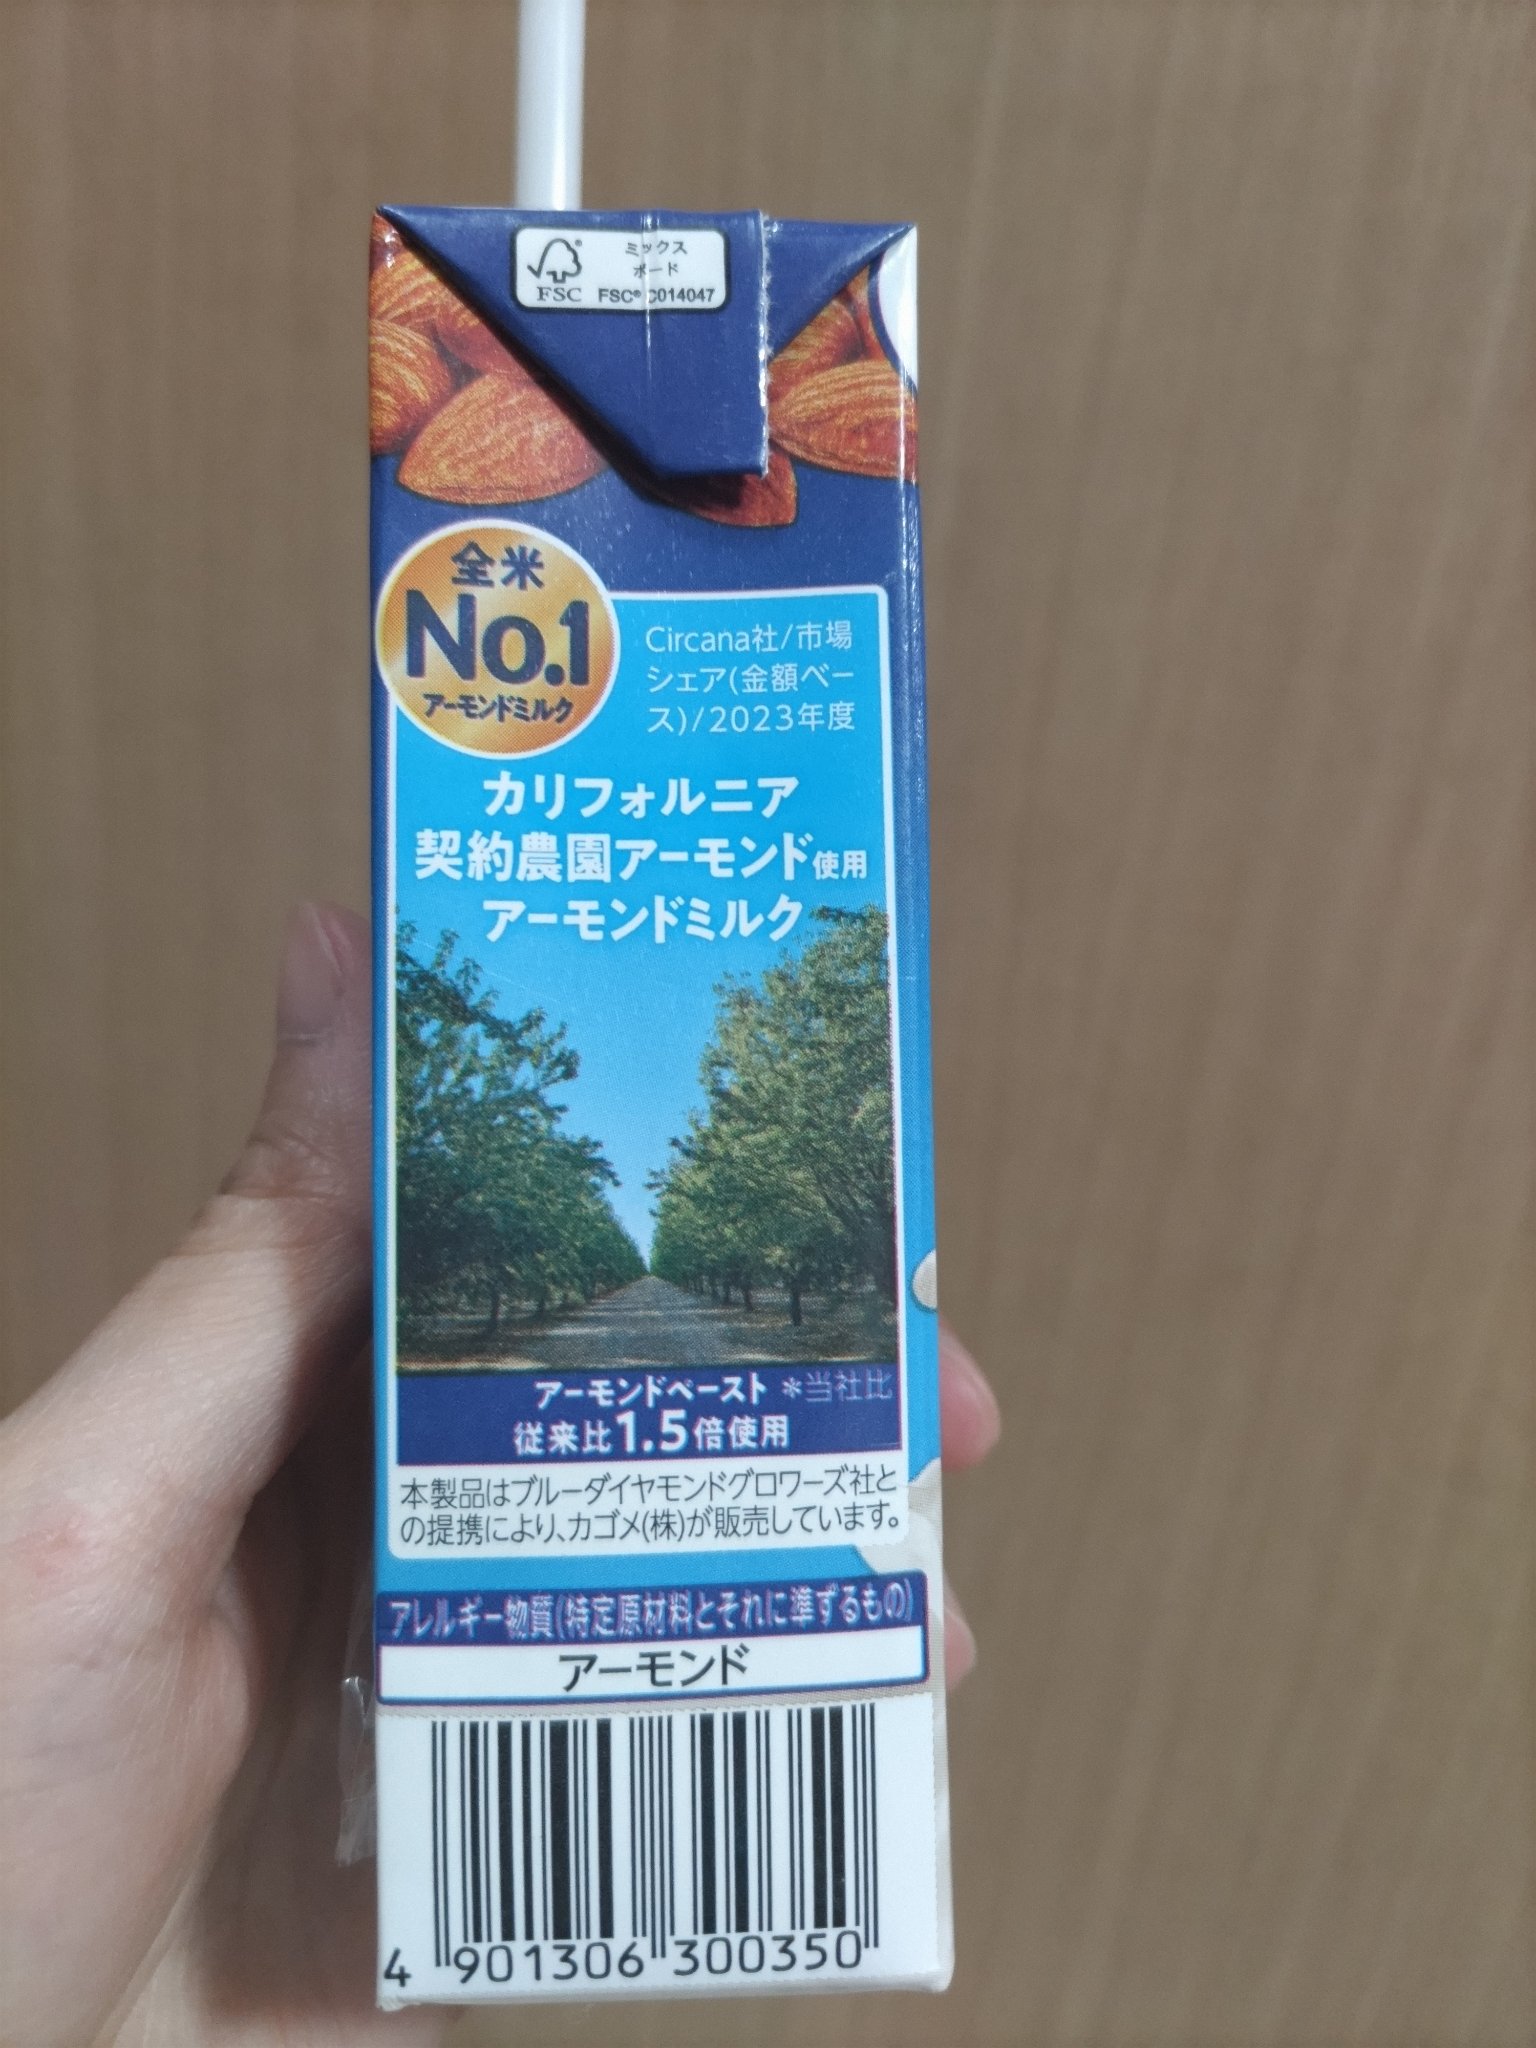 ミックス
ボード
FSC
FSC® C014047
全米
No.1
アーモンドミルク
Circana社/市場
シェア(金額ベー
ス)/2023年度
カリフォルニア
契約農園アーモンド使用
アーモンドミルク
アーモンドペースト ＊当社比
従来比1.5倍使用
本製品はブルーダイヤモンドグロワーズ社と
の提携により、カゴメ(株)が販売しています。
アレルギー物質(特定原材料とそれに準ずるもの)
アーモンド
4 901306 300350